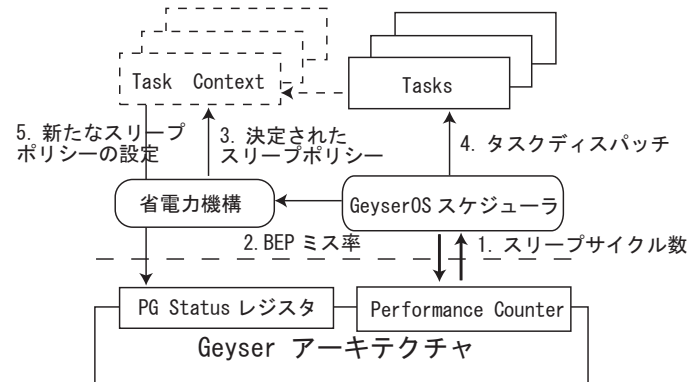 Task Context
Tasks
5. 新たなスリープ
ポリシーの設定
3. 決定された
スリープポリシー
4. タスクディスパッチ
省電力機構
GeyserOS スケジューラ
2. BEP ミス率
1. スリープサイクル数
PG Status レジスタ
Performance Counter
Geyser アーキテクチャ